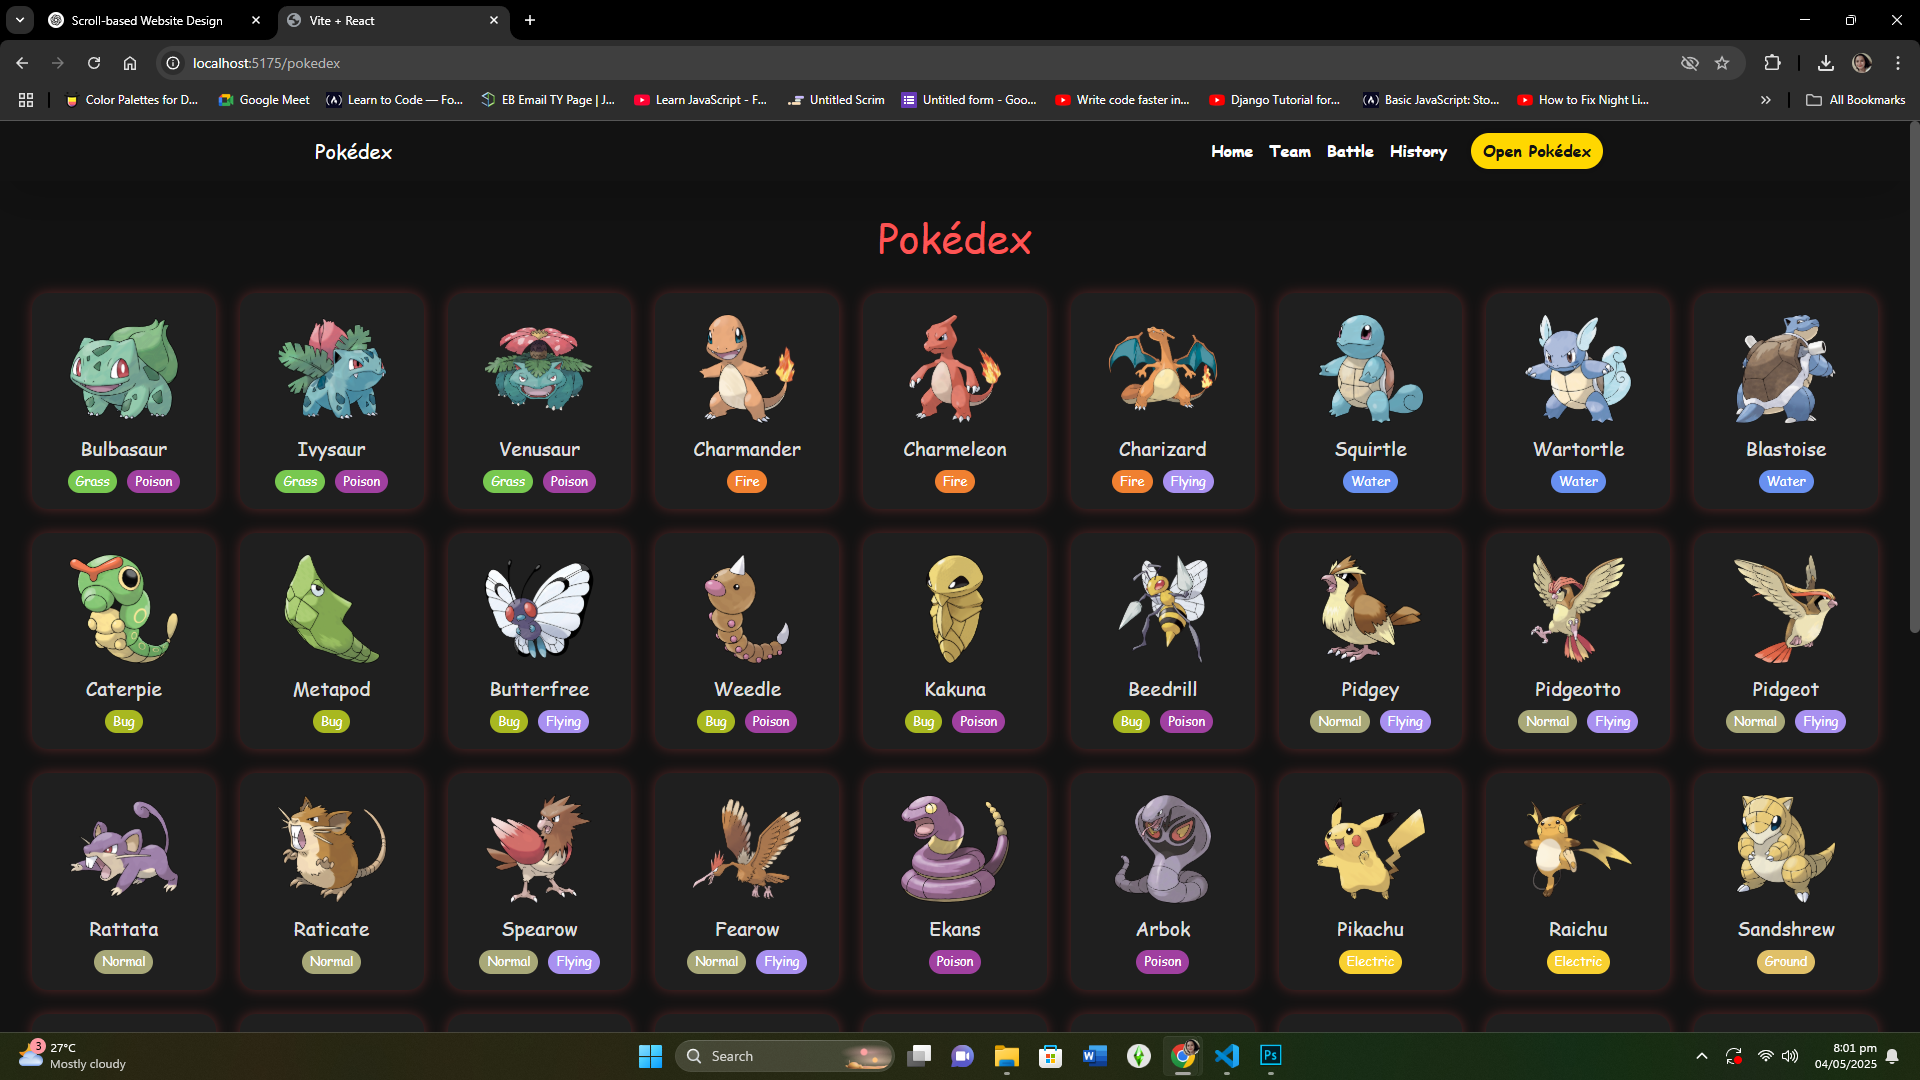 Scroll-based Website Design
Vite + React
localhost:5175/pokedex
Color Palettes for D...
Google Meet
Learn to Code — Fo...
EB Email TY Page | J...
Learn JavaScript - F...
Untitled Scrim
Untitled form - Goo...
Write code faster in...
Django Tutorial for...
Basic JavaScript: Sto...
How to Fix Night Li...
All Bookmarks
Pokédex
Home
Team
Battle
History
Open Pokédex
Pokédex
Bulbasaur
Grass
Poison
Ivysaur
Grass
Poison
Venusaur
Grass
Poison
Charmander
Fire
Charmeleon
Fire
Charizard
Fire
Flying
Squirtle
Water
Wartortle
Water
Blastoise
Water
Caterpie
Bug
Metapod
Bug
Butterfree
Bug
Flying
Weedle
Bug
Poison
Kakuna
Bug
Poison
Beedrill
Bug
Poison
Pidgey
Normal
Flying
Pidgeotto
Normal
Flying
Pidgeot
Normal
Flying
Rattata
Normal
Raticate
Normal
Spearow
Normal
Flying
Fearow
Normal
Flying
Ekans
Poison
Arbok
Poison
Pikachu
Electric
Raichu
Electric
Sandshrew
Ground
3
27°C
Mostly cloudy
Search
W
Ps
8:01 pm
04/05/2025